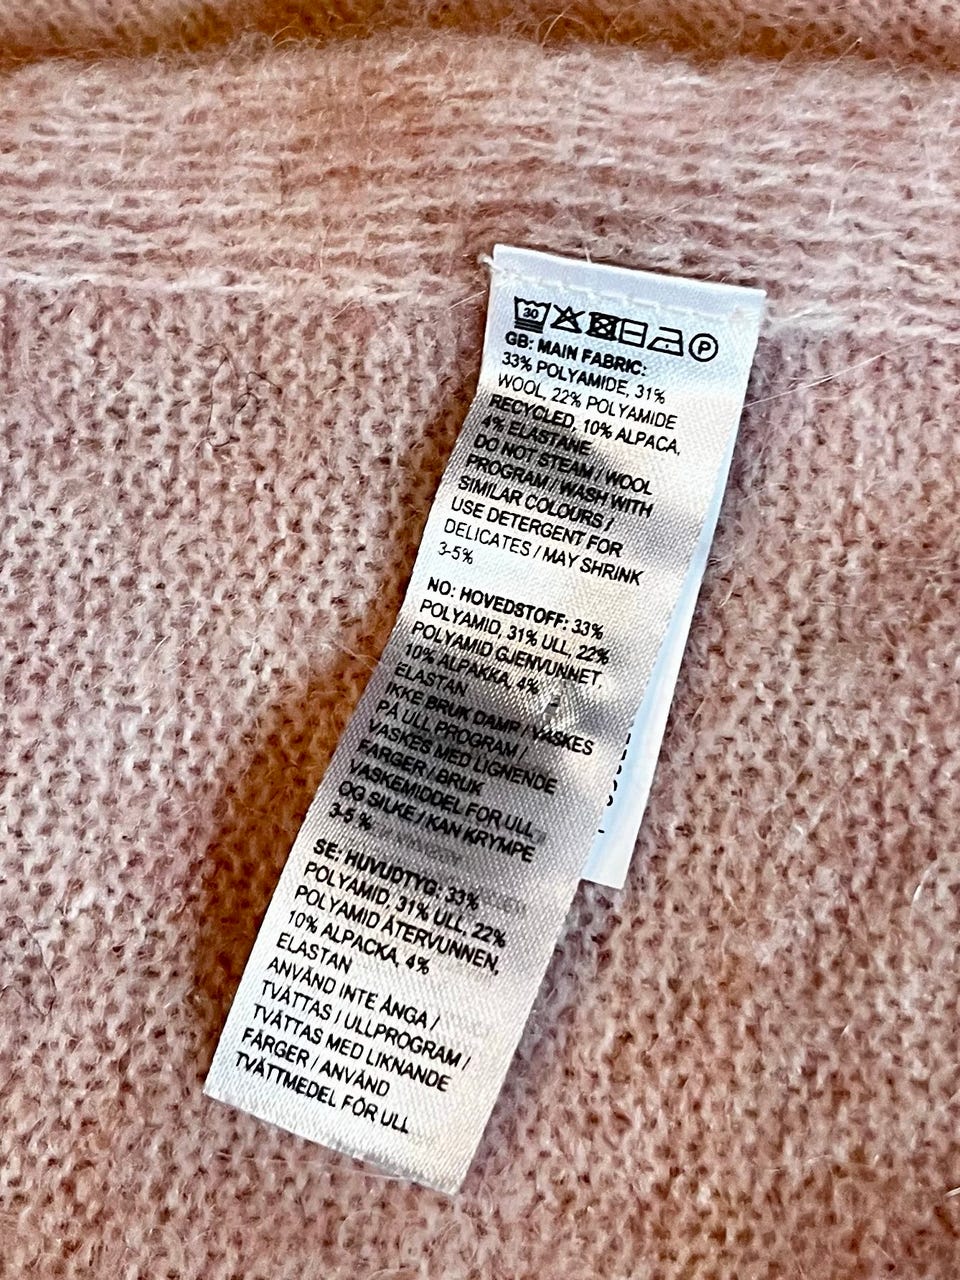 30 P
GB: MAIN FABRIC:
33% POLYAMIDE, 31%
WOOL, 22% POLYAMIDE
RECYCLED, 10% ALPACA,
4% ELASTANE
DO NOT STEAM / WOOL
PROGRAM / WASH WITH
SIMILAR COLOURS /
USE DETERGENT FOR
DELICATES / MAY SHRINK
3-5%
NO: HOVEDSTOFF: 33%
POLYAMID, 31% ULL, 22%
POLYAMID GJENVUNNET,
10% ALPAKKA, 4%
ELASTAN
IKKE BRUK DAMP / VASKES
PÅ ULL PROGRAM /
VASKES MED LIGNENDE
FARGER / BRUK
VASKEMIDDEL FOR ULL
OG SILKE / KAN KRYMPE
3-5 %
SE: HUVUDTYG: 33%
POLYAMID, 31% ULL, 22%
POLYAMID ÅTERVUNNEN,
10% ALPACKA, 4%
ELASTAN
ANVÄND INTE ÅNGA /
TVÄTTAS I ULLPROGRAM /
TVÄTTAS MED LIKNANDE
FÄRGER / ANVÄND
TVÄTTMEDEL FÖR ULL